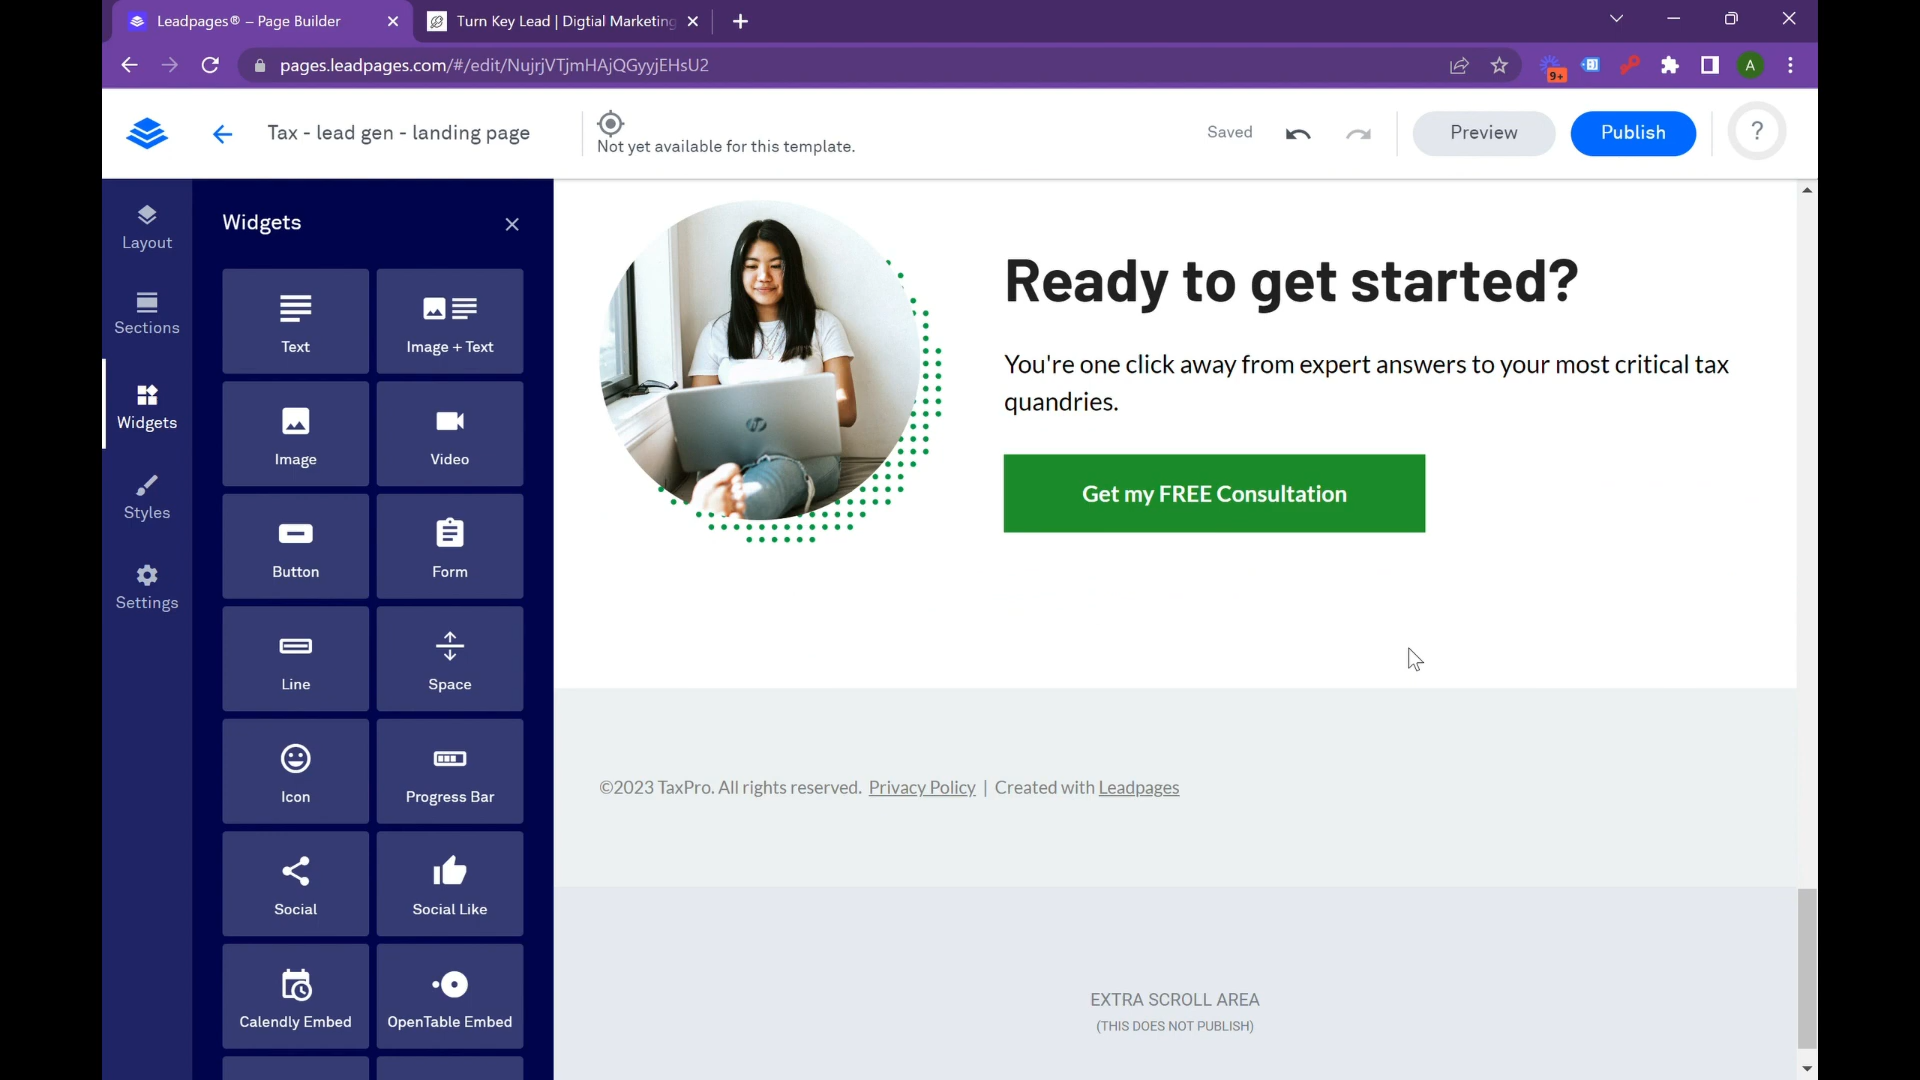 Leadpages® – Page Builder
Turn Key Lead | Digtial Marketing
pages.leadpages.com/#/edit/NujrjVTjmHAjQGyyjEHsU2
9+
A
Tax - lead gen - landing page
Not yet available for this template.
Saved
Preview
Publish
?
Layout
Sections
Widgets
Styles
Settings
Widgets
Text
Image + Text
Image
Video
Button
Form
Line
Space
Icon
Progress Bar
Social
Social Like
Calendly Embed
OpenTable Embed
hp
Ready to get started?
You're one click away from expert answers to your most critical tax
quandries.
Get my FREE Consultation
©2023 TaxPro. All rights reserved. Privacy Policy | Created with Leadpages
EXTRA SCROLL AREA
(THIS DOES NOT PUBLISH)